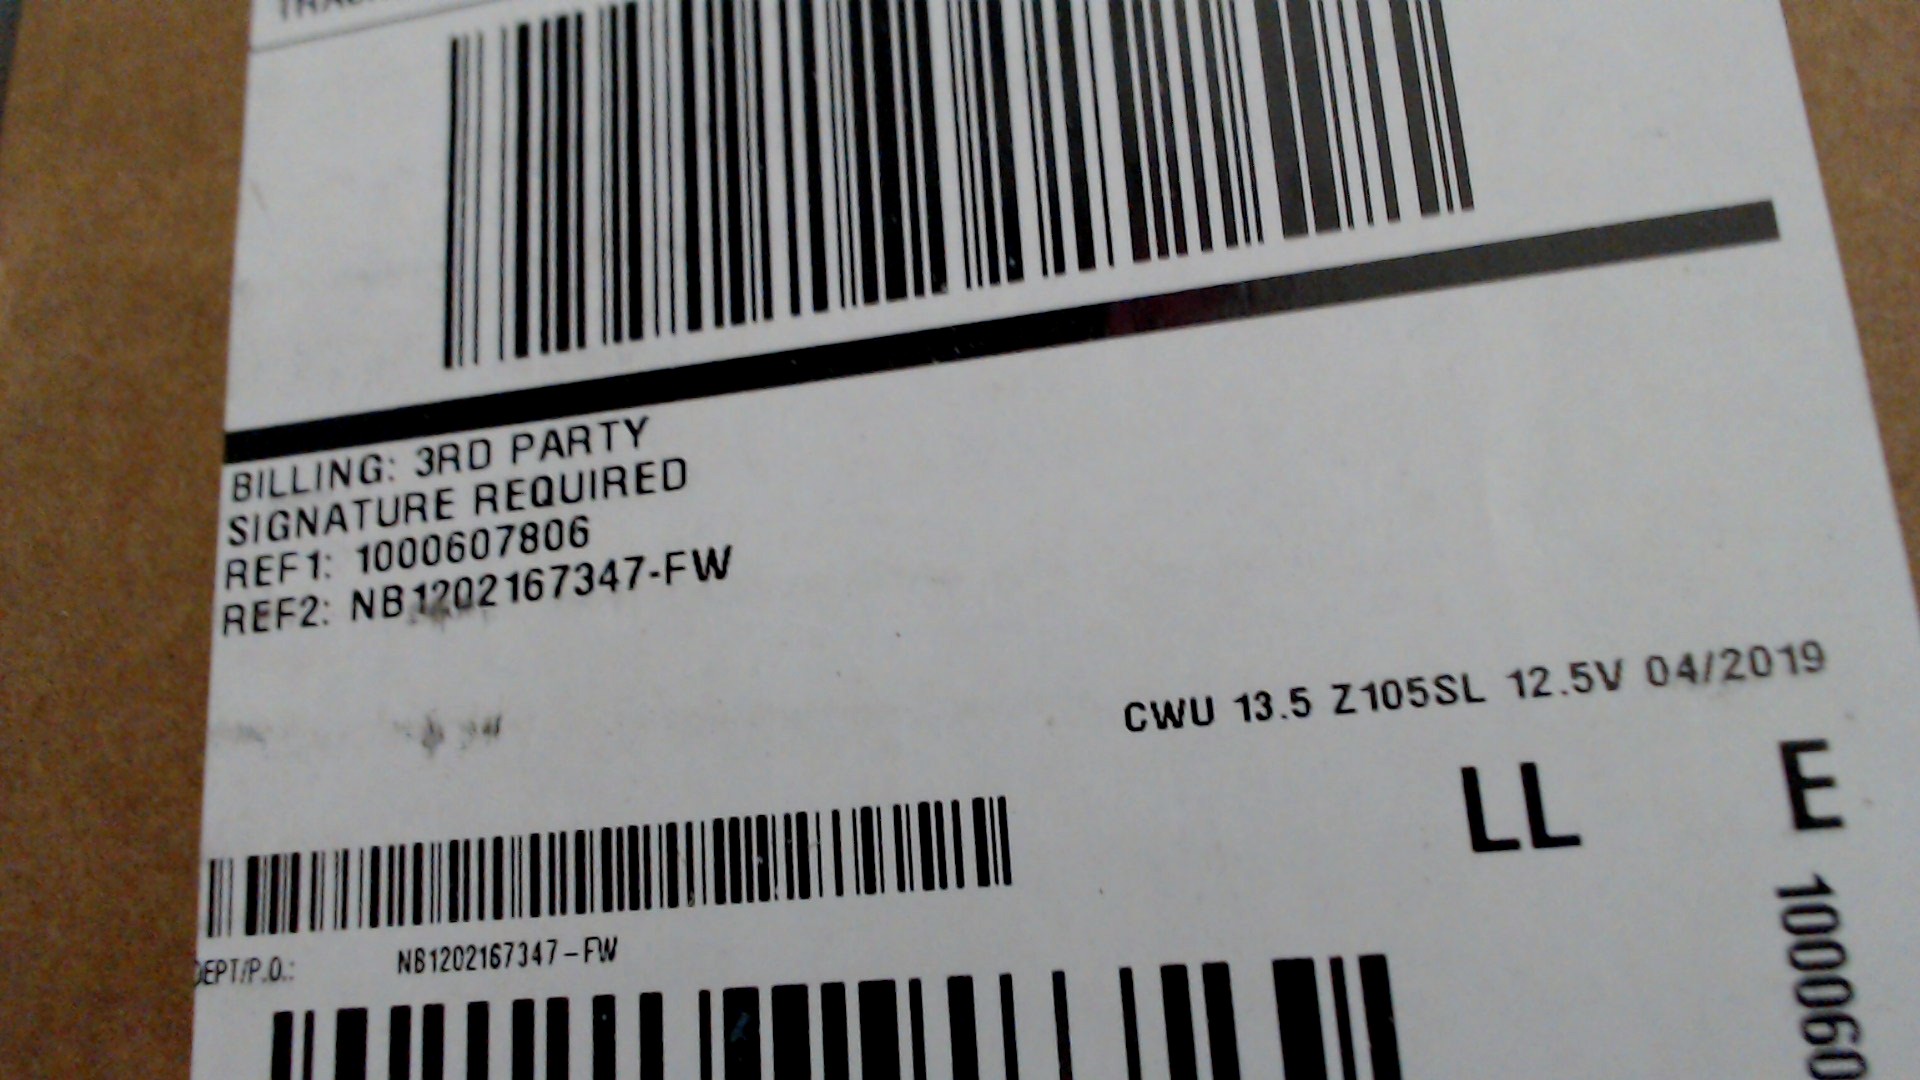 BILLING: 3RD PARTY
SIGNATURE REQUIRED
REF1: 1000607806
REF2: NB1202167347-FW
CWU 13.5 Z105SL 12.5V 04/2019
LL E
DEPT/P.O.: NB1202167347-FW
100060